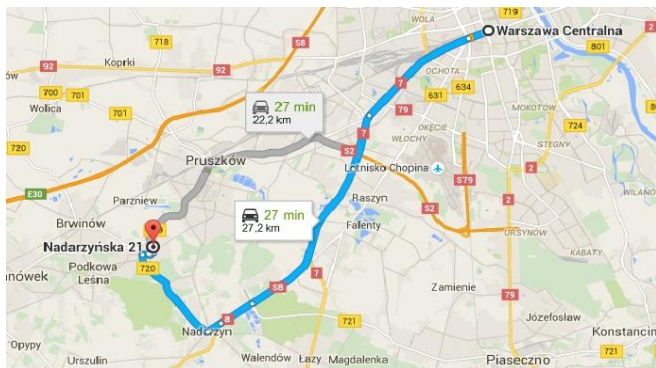 719
WOLA
Warszawa Centralna
718
S8
Koprki
92
92
7
801
2
OCHOTA
700
701
701
Wolica
27 min
22,2 km
79
631
634
MOKOTÓW
OKĘCIE
724
720
7
WŁOCHY
STEGNY
Pruszków
S2
Lotnisko Chopina
2
E30
Parzniew
S79
WILANÓ
Raszyn
27 min
27,2 km
Brwinów
Falenty
S2
URSYNÓW
Nadarzyńska 21
KABATY
Podkowa
Leśna
720
7
S8
Zamienie
79
Józefosław
8
721
Konstancin
Nadarzyn
721
Opypy
Urszulin
Walendów
Łazy
Magdalenka
Piaseczno